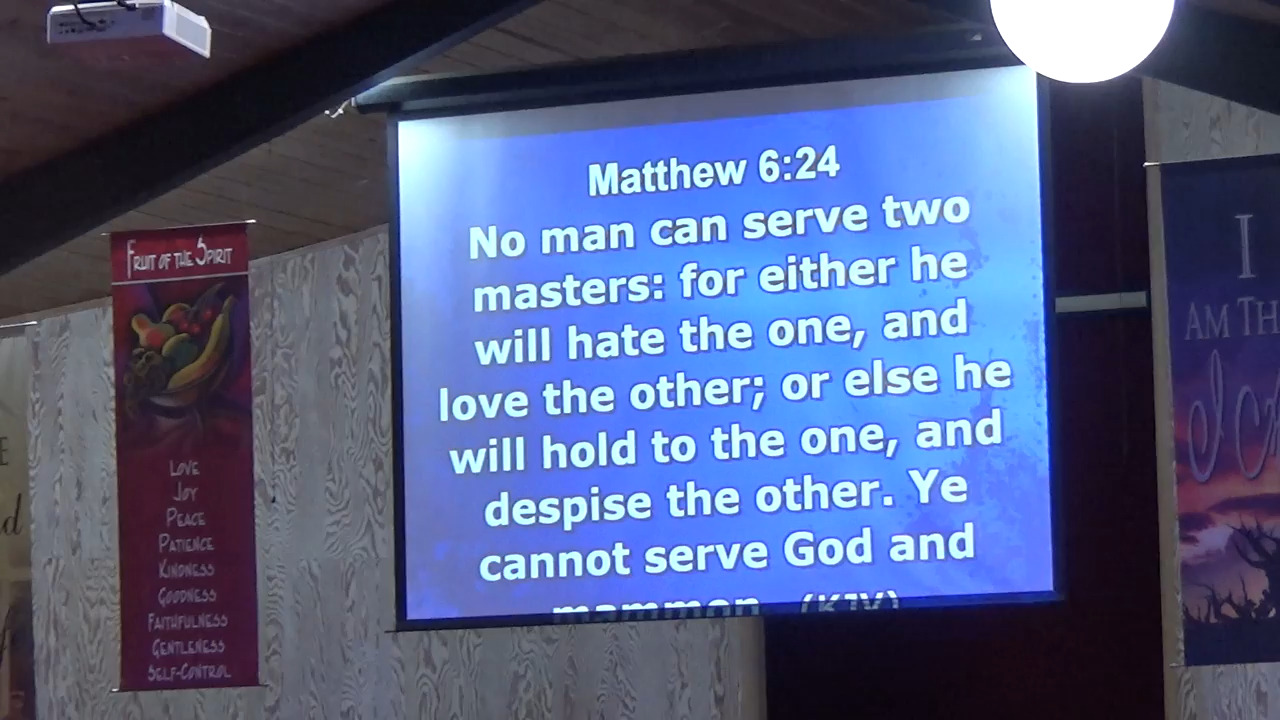 FRUIT OF THE SPIRIT
LOVE
JOY
PEACE
PATIENCE
KINDNESS
GOODNESS
FAITHFULNESS
GENTLENESS
SELF-CONTROL
Matthew 6:24
No man can serve two
masters: for either he
will hate the one, and
love the other; or else he
will hold to the one, and
despise the other. Ye
cannot serve God and
mammon. (KJV)
I
AM TH